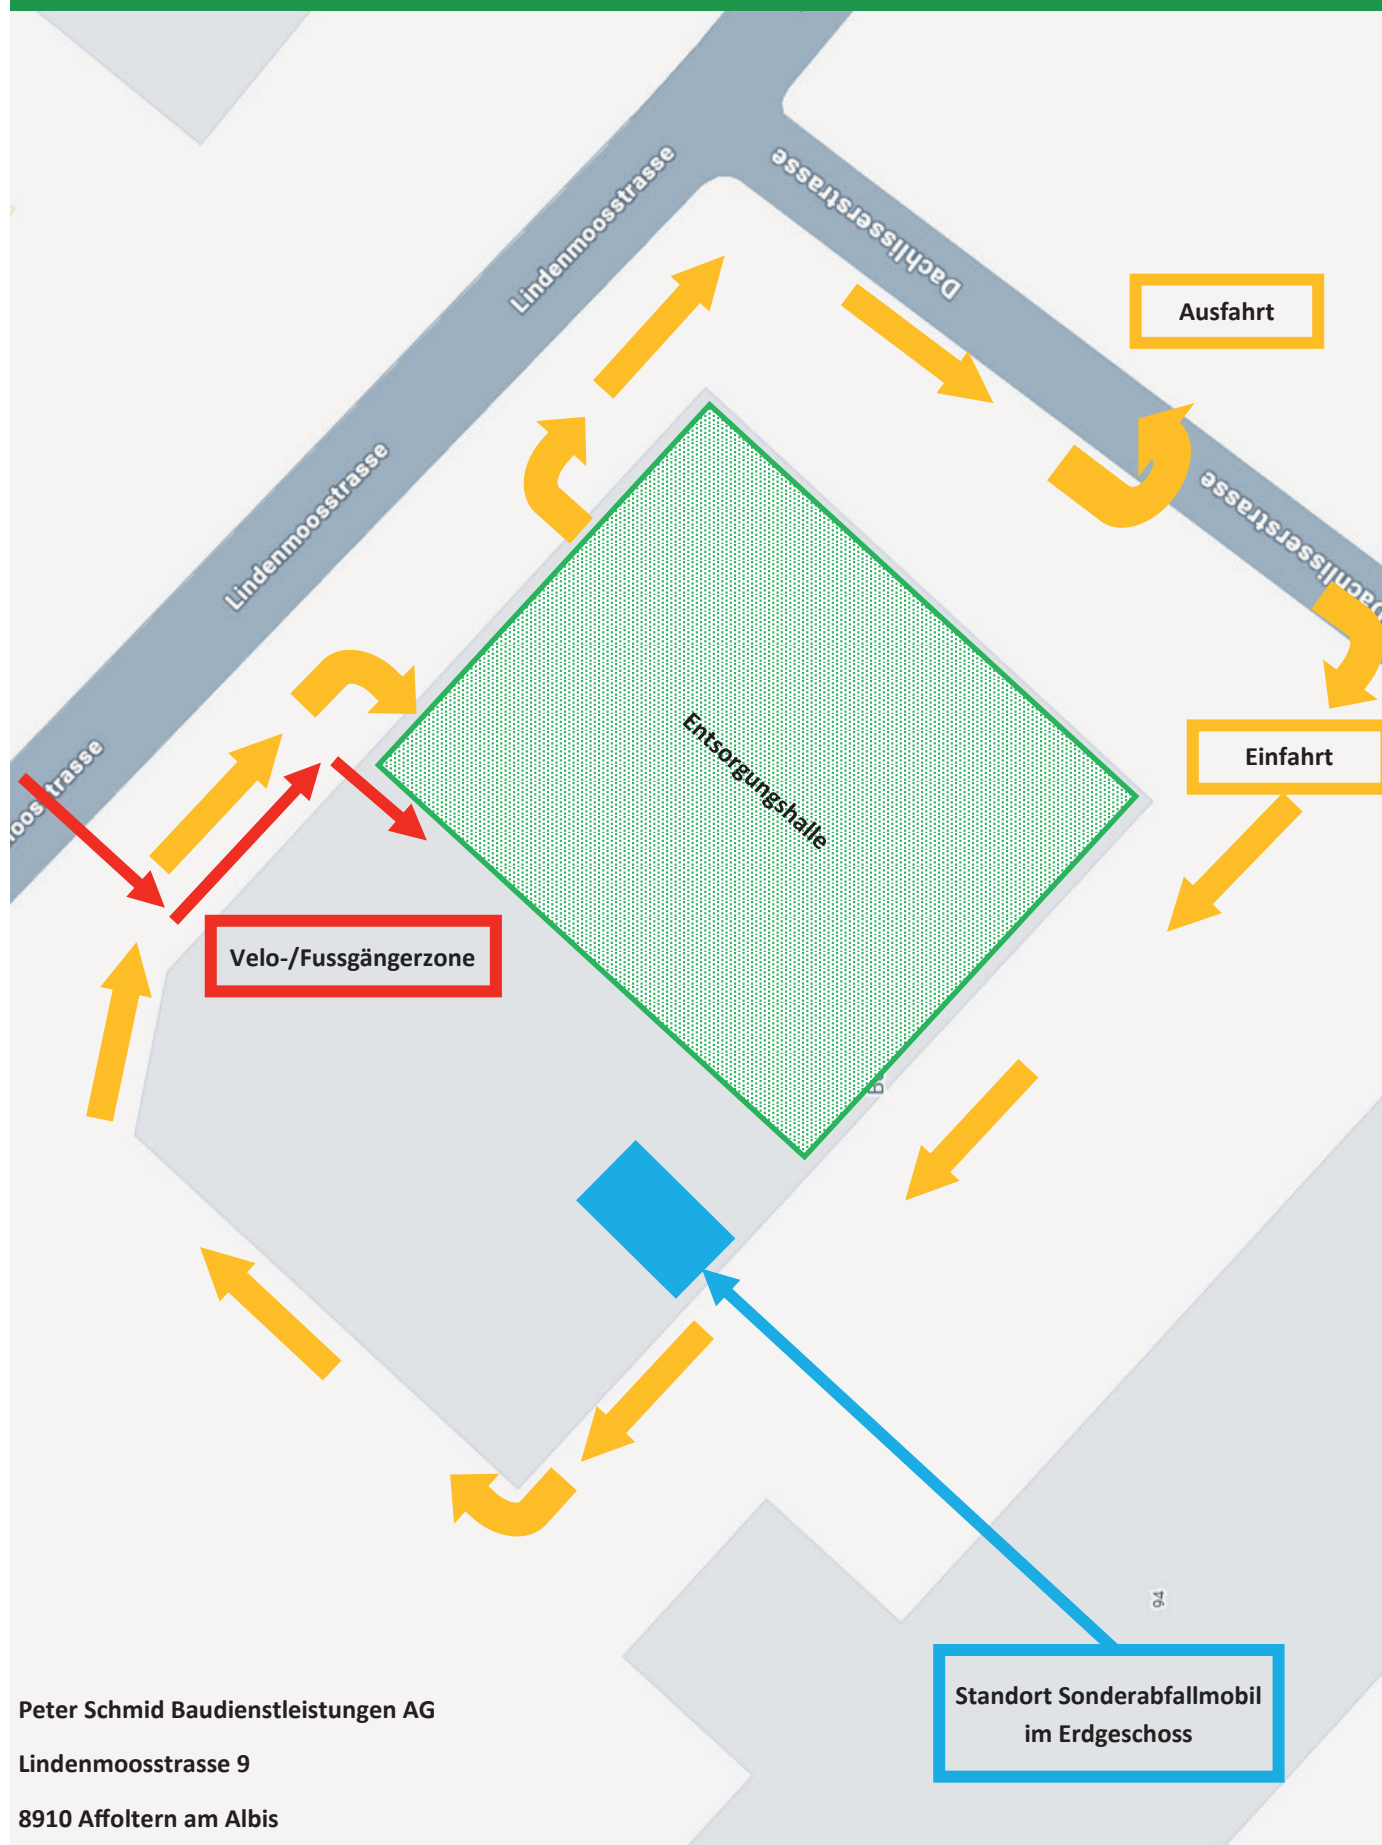 Lindenmoosstrasse
Dachlisserstrasse
Ausfahrt
Lindenmoosstrasse
Dachlisserstrasse
Entsorgungshalle
Einfahrt
Velo-/Fussgängerzone
94
Standort Sonderabfallmobil
im Erdgeschoss
Peter Schmid Baudienstleistungen AG
Lindenmoosstrasse 9
8910 Affoltern am Albis